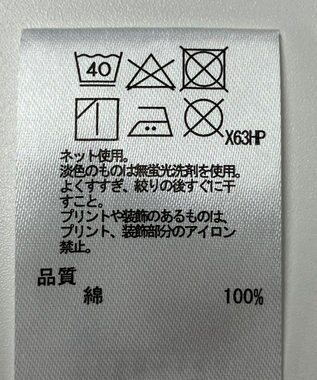 40
X63HP
ネット使用。
淡色のものは無蛍光洗剤を使用。
よくすすぎ、絞りの後すぐに干
すこと。
プリントや装飾のあるものは、
プリント、装飾部分のアイロン
禁止。
品質
綿 100%